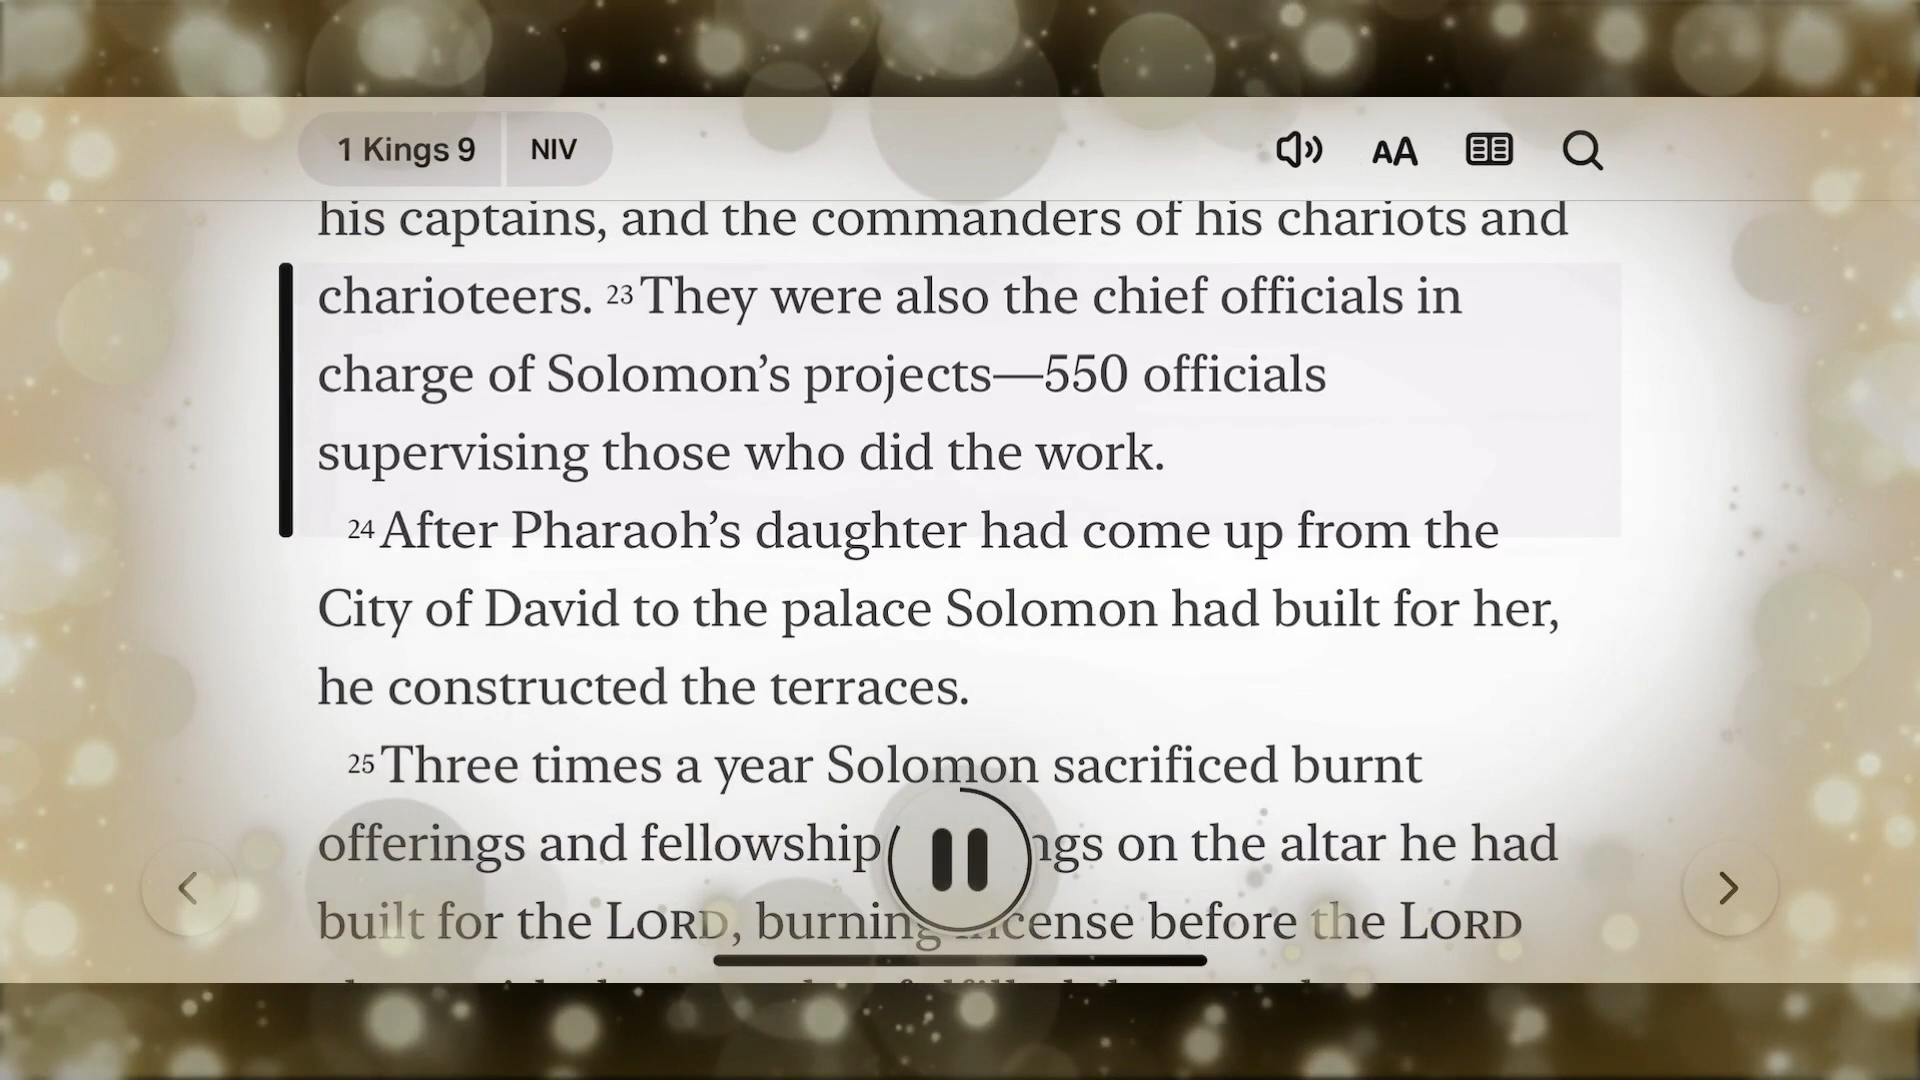 1 Kings 9 NIV AA
his captains, and the commanders of his chariots and
charioteers. 23 They were also the chief officials in
charge of Solomon’s projects—550 officials
supervising those who did the work.
24 After Pharaoh’s daughter had come up from the
City of David to the palace Solomon had built for her,
he constructed the terraces.
25 Three times a year Solomon sacrificed burnt
offerings and fellowship on the altar he had
built for the LORD, burning before the LORD